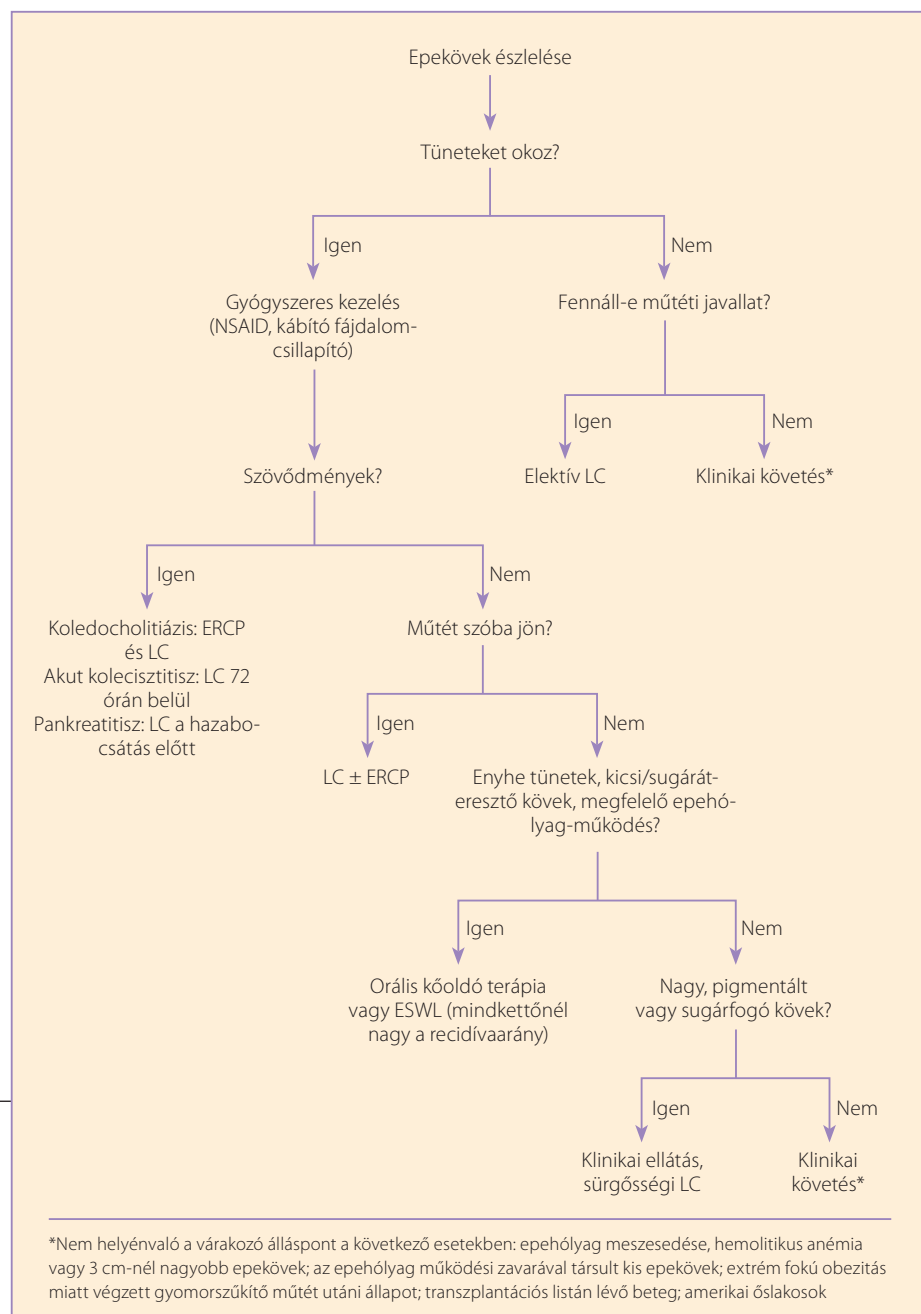 Epekövek észlelése
Tüneteket okoz?
Igen
Nem
Gyógyszeres kezelés
(NSAID, kábító fájdalom-
csillapító)
Fennáll-e műtéti javallat?
Igen
Nem
Szövődmények?
Elektív LC
Klinikai követés*
Igen
Nem
Koledocholitiázis: ERCP
és LC
Akut kolecisztitisz: LC 72
órán belül
Pankreatitisz: LC a hazabo-
csátás előtt
Műtét szóba jön?
Igen
Nem
LC ± ERCP
Enyhe tünetek, kicsi/sugárát-
eresztő kövek, megfelelő epehó-
lyag-működés?
Igen
Nem
Orális kőoldó terápia
vagy ESWL (mindkettőnél
nagy a recidívaarány)
Nagy, pigmentált
vagy sugárfogó kövek?
Igen
Nem
Klinikai ellátás,
sürgősségi LC
Klinikai
követés*
*Nem helyénvaló a várakozó álláspont a következő esetekben: epehólyag meszesedése, hemolitikus anémia
vagy 3 cm-nél nagyobb epekövek; az epehólyag működési zavarával társult kis epekövek; extrém fokú obezitás
miatt végzett gyomorszűkítő műtét utáni állapot; transzplantációs listán lévő beteg; amerikai őslakosok